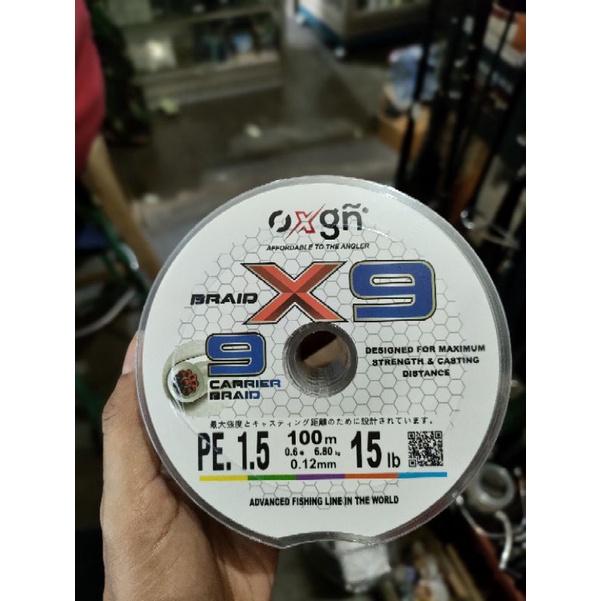 oxgñ
AFFORDABLE TO THE ANGLER
BRAID X9
9
CARRIER
BRAID
DESIGNED FOR MAXIMUM
STRENGTH & CASTING
DISTANCE
最大強度とキャスティング距離のために設計されています。
PE. 1.5
100m
0.6号 6.80 kg
0.12mm
15 lb
ADVANCED FISHING LINE IN THE WORLD